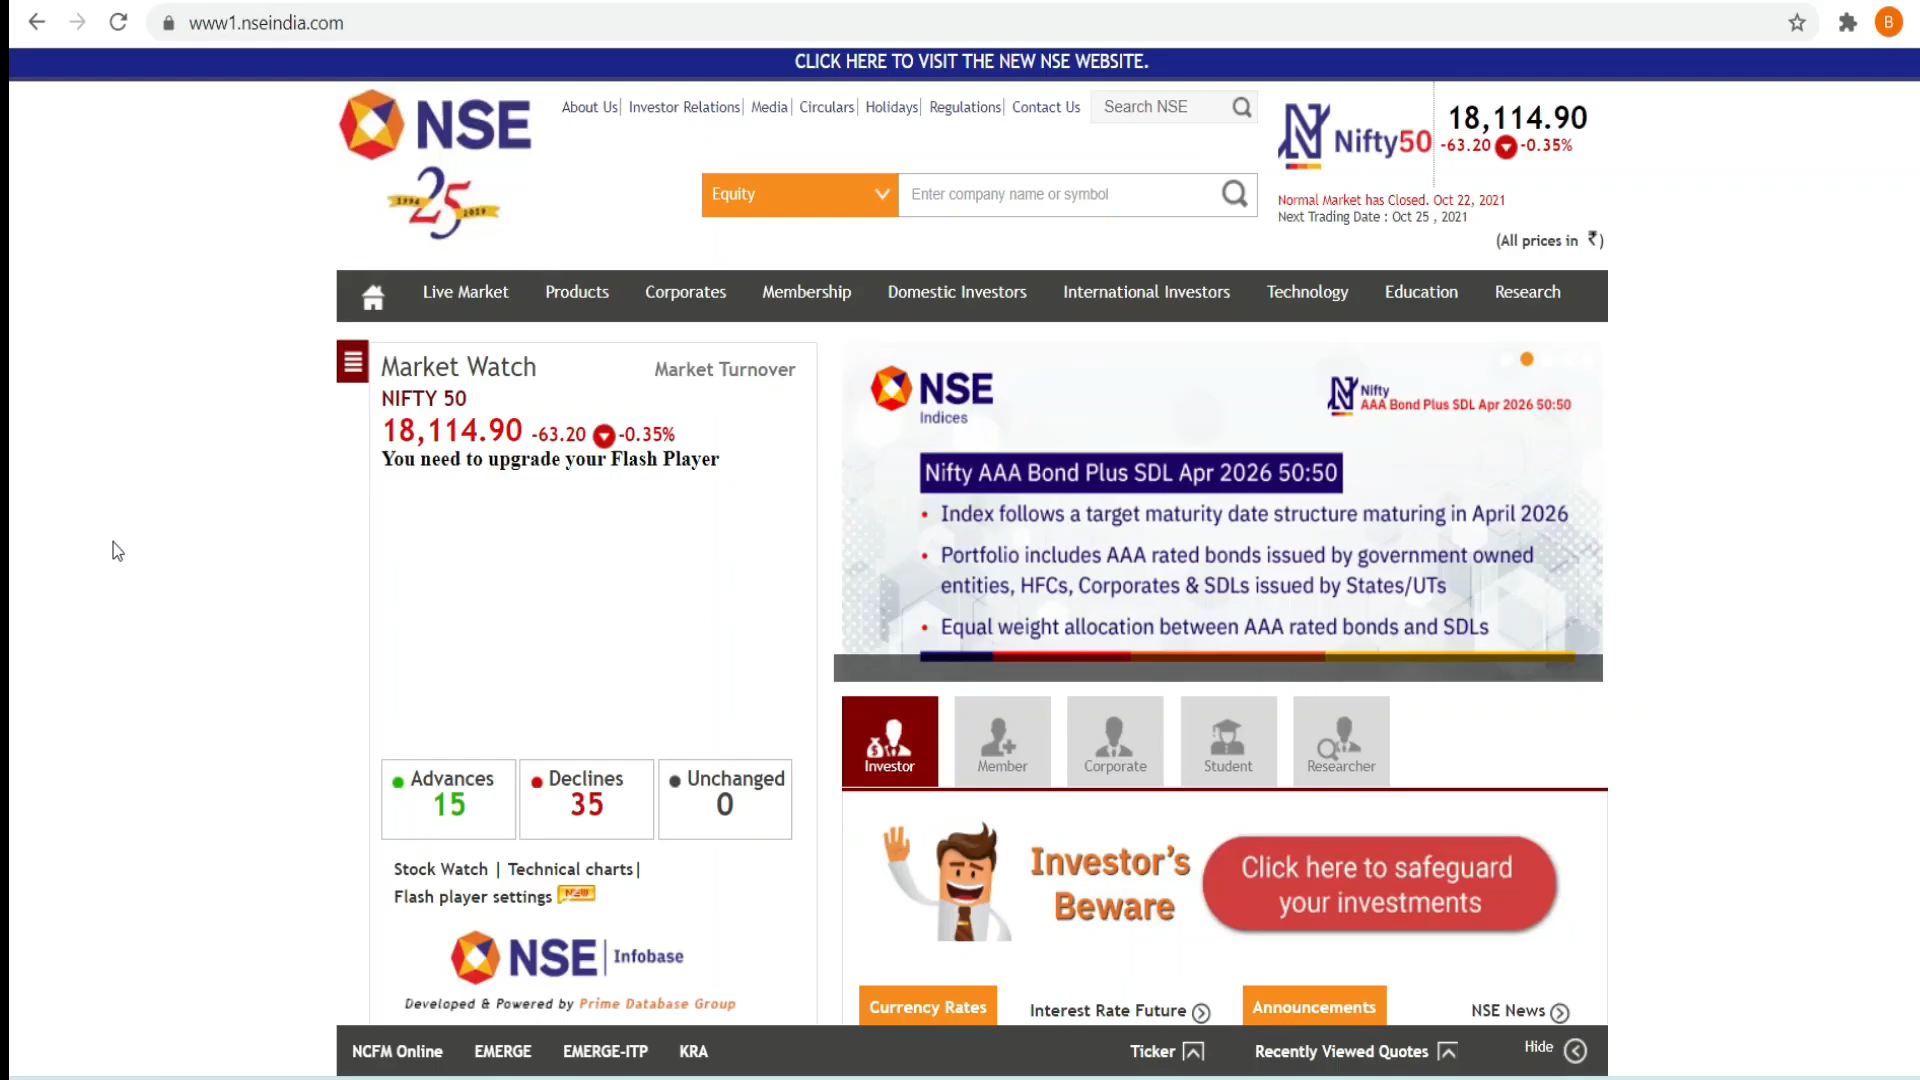 www1.nseindia.com
B
CLICK HERE TO VISIT THE NEW NSE WEBSITE.
NSE
1994 25 2019
About Us| Investor Relations| Media| Circulars| Holidays| Regulations| Contact Us
Search NSE
Equity
Enter company name or symbol
Nifty50
18,114.90
-63.20 -0.35%
Normal Market has Closed. Oct 22, 2021
Next Trading Date : Oct 25 , 2021
(All prices in ₹)
Live Market Products Corporates Membership Domestic Investors International Investors Technology Education Research
Market Watch
Market Turnover
NIFTY 50
18,114.90 -63.20 -0.35%
You need to upgrade your Flash Player
Advances
15
Declines
35
Unchanged
0
Stock Watch | Technical charts|
Flash player settings NEW
NSE | Infobase
Developed & Powered by Prime Database Group
NSE
Indices
Nifty
AAA Bond Plus SDL Apr 2026 50:50
Nifty AAA Bond Plus SDL Apr 2026 50:50
• Index follows a target maturity date structure maturing in April 2026
• Portfolio includes AAA rated bonds issued by government owned
entities, HFCs, Corporates & SDLs issued by States/UTs
• Equal weight allocation between AAA rated bonds and SDLs
Investor Member Corporate Student Researcher
Investor's
Beware
Click here to safeguard
your investments
Currency Rates
Interest Rate Future
Announcements
NSE News
NCFM Online EMERGE EMERGE-ITP KRA
Ticker
Recently Viewed Quotes
Hide